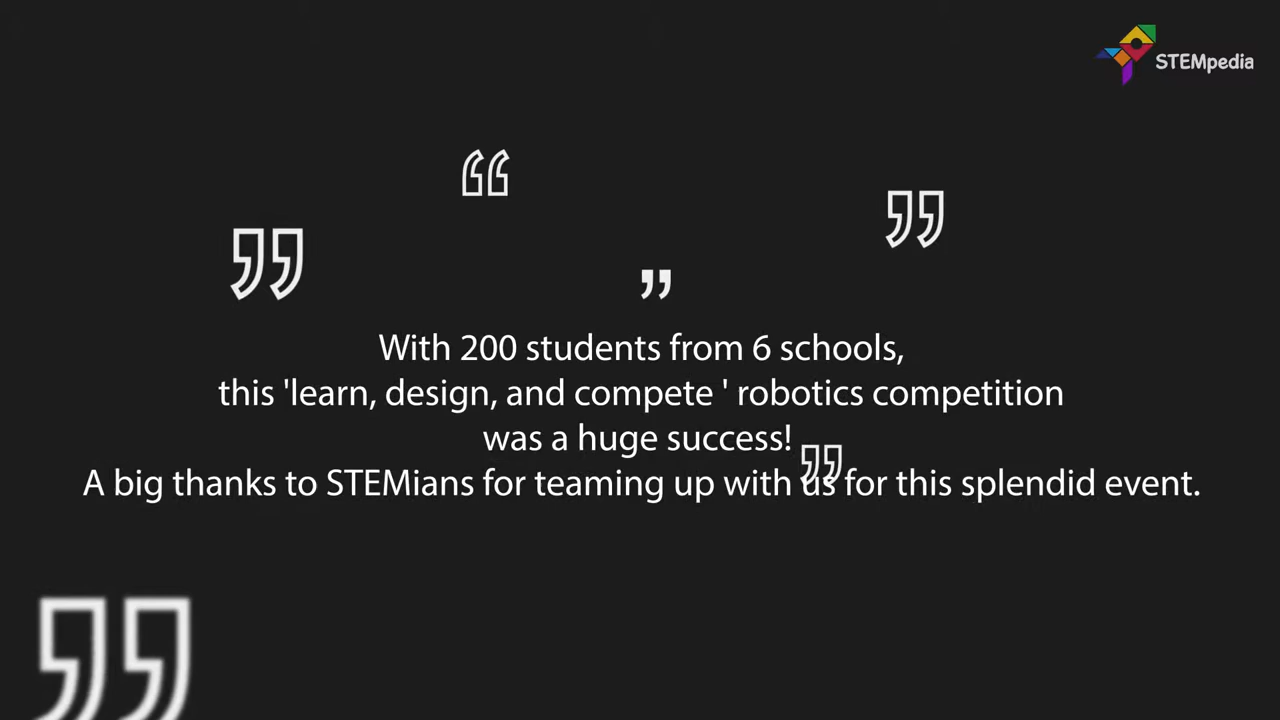 STEMpedia
With 200 students from 6 schools,
this 'learn, design, and compete ' robotics competition
was a huge success!
A big thanks to STEMians for teaming up with us for this splendid event.